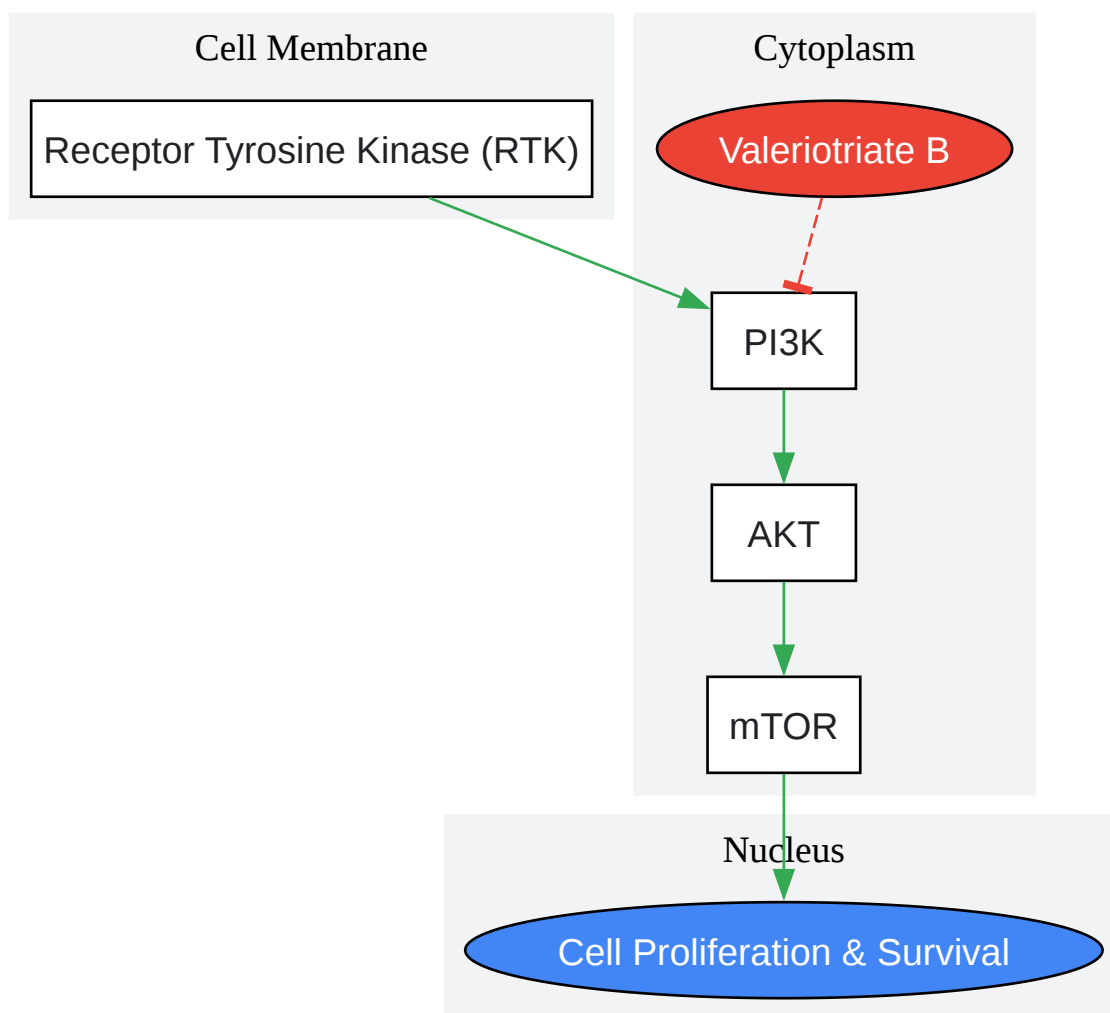 Cell Membrane
Cytoplasm
Receptor Tyrosine Kinase (RTK)
Valeriotriate B
PI3K
AKT
mTOR
Nucleus
Cell Proliferation & Survival